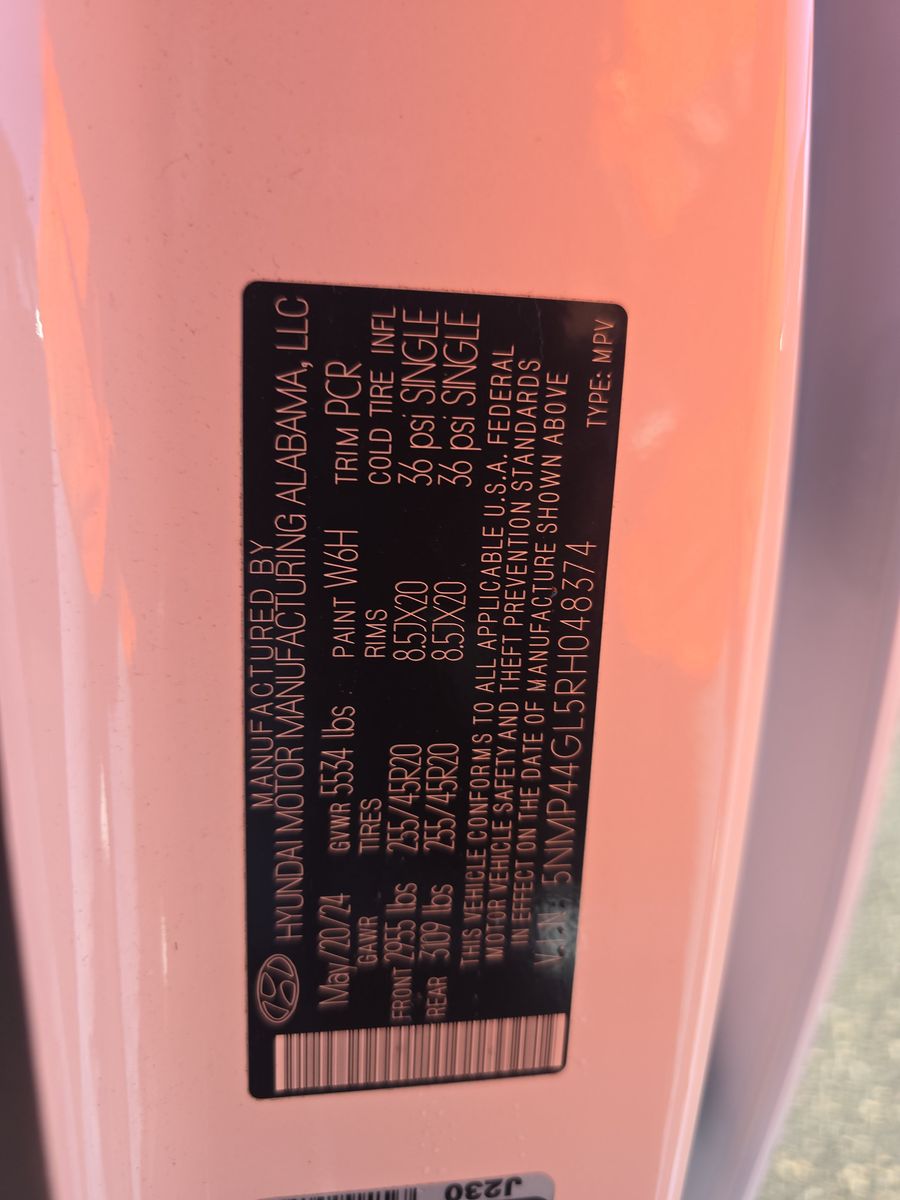 MANUFACTURED BY
HYUNDAI MOTOR MANUFACTURING ALABAMA, LLC
May/20/24 GVWR 5534 lbs PAINT W6H TRIM PCR
GAWR TIRES RIMS COLD TIRE INFL
FRONT 2955 lbs 255/45R20 8.5JX20 36 psi SINGLE
REAR 3109 lbs 255/45R20 8.5JX20 36 psi SINGLE
THIS VEHICLE CONFORMS TO ALL APPLICABLE U.S.A. FEDERAL
MOTOR VEHICLE SAFETY AND THEFT PREVENTION STANDARDS
IN EFFECT ON THE DATE OF MANUFACTURE SHOWN ABOVE
VIN: 5NMP44GL5RH048374 TYPE: MPV
J230